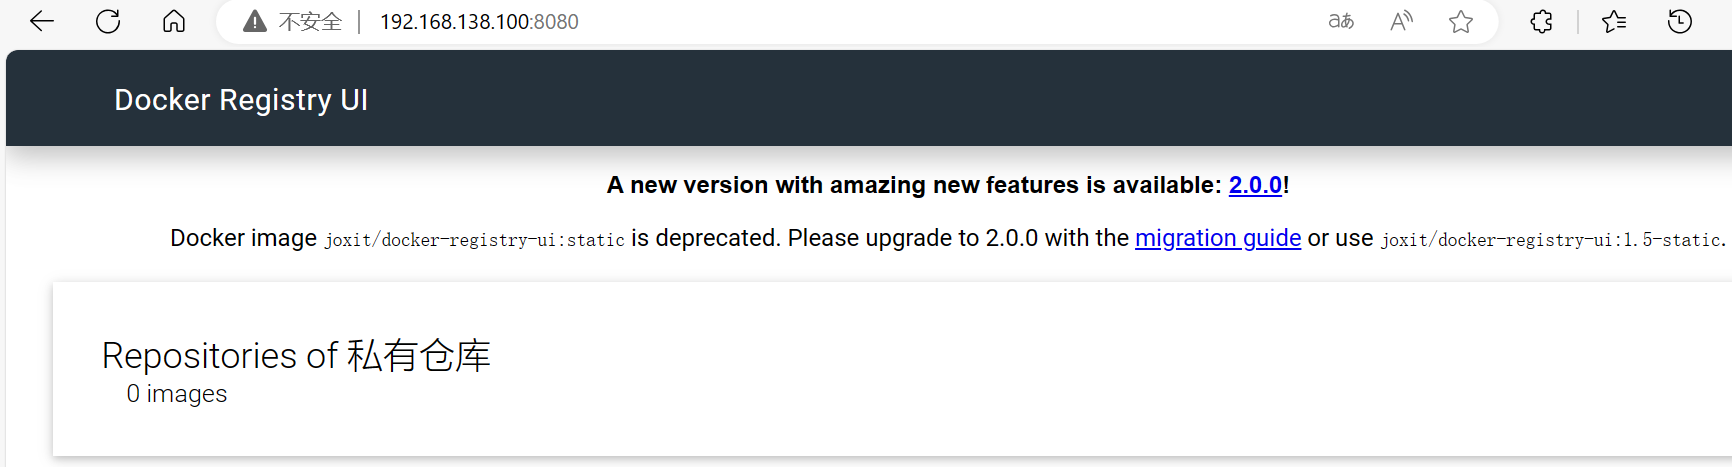 不安全 | 192.168.138.100:8080 aあ A
Docker Registry UI
A new version with amazing new features is available: 2.0.0!
Docker image joxit/docker-registry-ui:static is deprecated. Please upgrade to 2.0.0 with the migration guide or use joxit/docker-registry-ui:1.5-static.
Repositories of 私有仓库
0 images